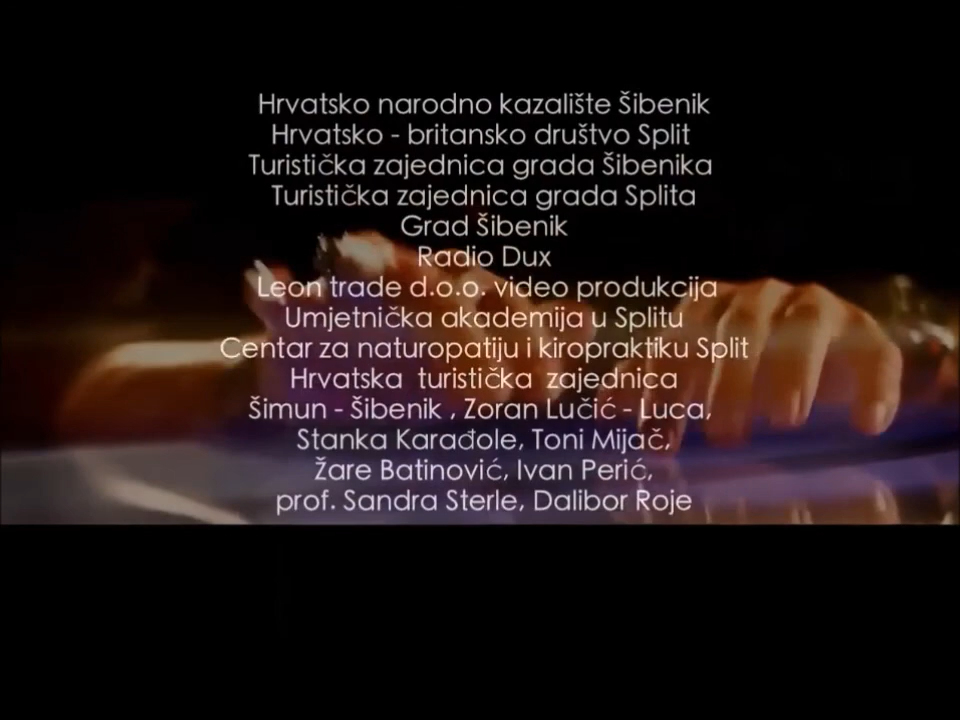 Hrvatsko narodno kazalište Šibenik
Hrvatsko - britansko društvo Split
Turistička zajednica grada Šibenika
Turistička zajednica grada Splita
Grad Šibenik
Radio Dux
Leon trade d.o.o. video produkcija
Umjetnička akademija u Splitu
Centar za naturopatiju i kiropraktiku Split
Hrvatska turistička zajednica
Šimun - Šibenik , Zoran Lučić - Luca,
Stanka Karađole, Toni Mijač,
Žare Batinović, Ivan Perić,
prof. Sandra Sterle, Dalibor Roje